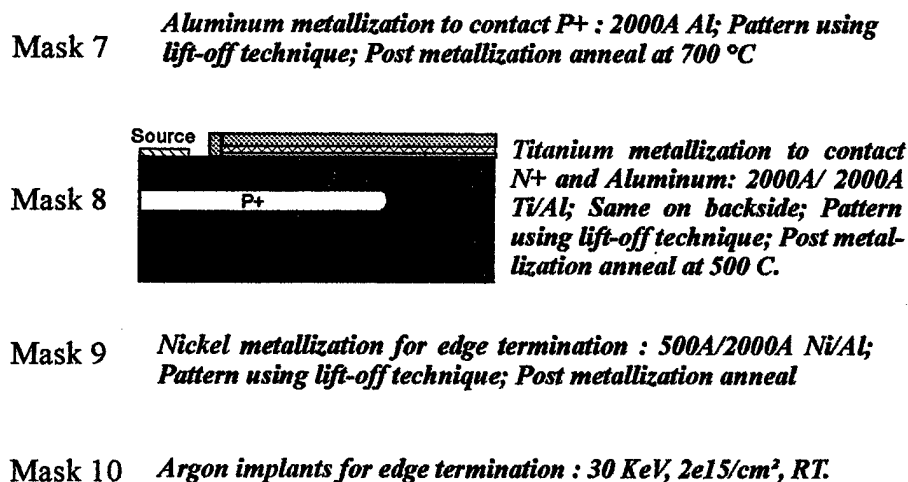 Mask 7
Aluminum metallization to contact P+ : 2000A Al; Pattern using
lift-off technique; Post metallization anneal at 700 °C
Mask 8
Source
P+
Titanium metallization to contact
N+ and Aluminum: 2000A/ 2000A
Ti/Al; Same on backside; Pattern
using lift-off technique; Post metal-
lization anneal at 500 C.
Mask 9
Nickel metallization for edge termination : 500A/2000A Ni/Al;
Pattern using lift-off technique; Post metallization anneal
Mask 10
Argon implants for edge termination : 30 KeV, 2e15/cm², RT.